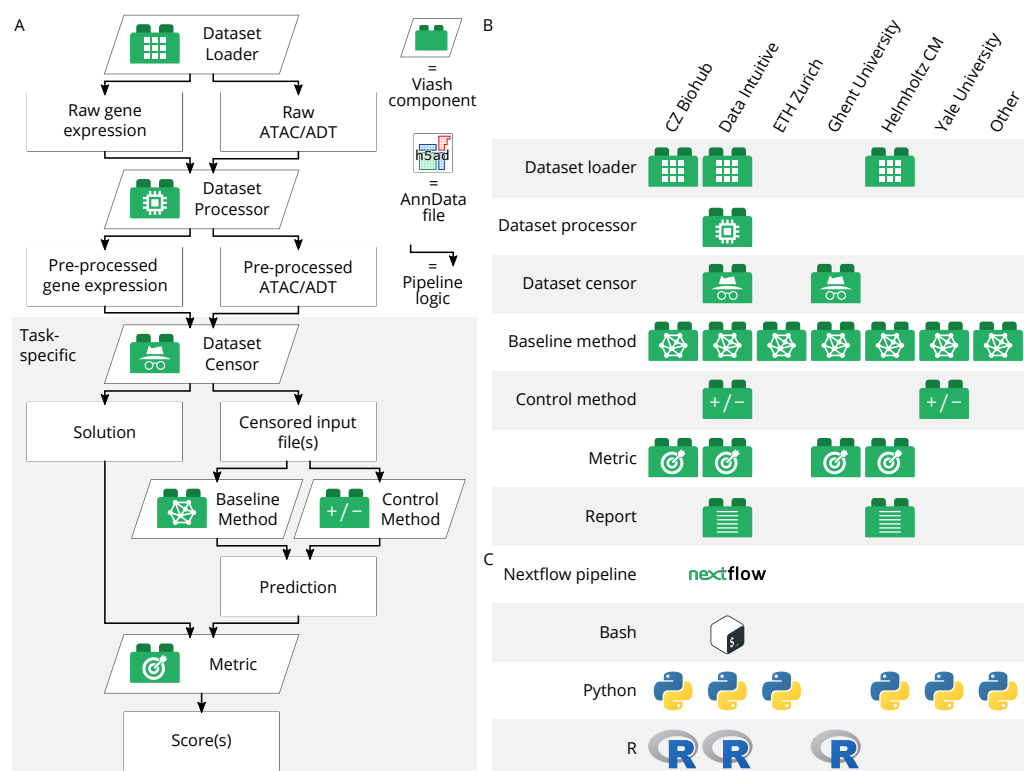 A
Dataset
Loader
Raw gene
expression
Raw
ATAC/ADT
Dataset
Processor
Pre-processed
gene expression
Pre-processed
ATAC/ADT
=
Viash
component
h5ad
=
AnnData
file
=
Pipeline
logic
Task-
specific
Dataset
Censor
Solution
Censored input
file(s)
Baseline
Method
+/−
Control
Method
Prediction
Metric
Score(s)
B
CZ Biohub
Data Intuitive
ETH Zurich
Ghent University
Helmholtz CM
Yale University
Other
Dataset loader
Dataset processor
Dataset censor
Baseline method
Control method
+/−
+/−
Metric
Report
C
Nextflow pipeline
nextflow
Bash
$_
Python
R
R
R
R